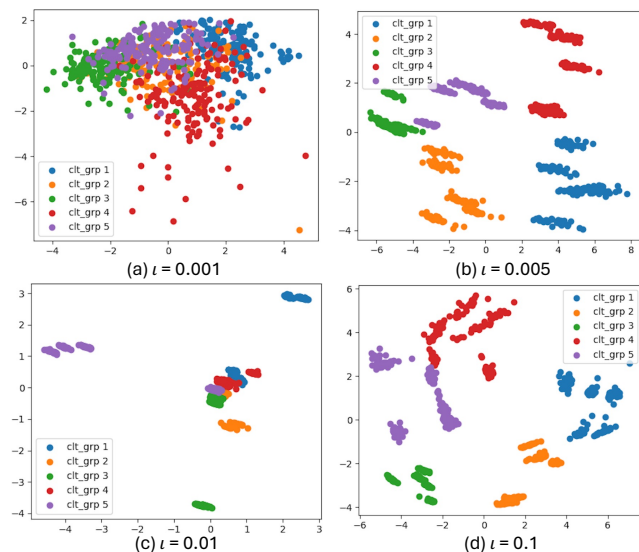 2
0
−2
−4
−6
clt_grp 1
clt_grp 2
clt_grp 3
clt_grp 4
clt_grp 5
−4 −2 0 2 4
(a) ι = 0.001
4
2
0
−2
−4
clt_grp 1
clt_grp 2
clt_grp 3
clt_grp 4
clt_grp 5
−6 −4 −2 0 2 4 6 8
(b) ι = 0.005
3
2
1
0
−1
−2
−3
−4
clt_grp 1
clt_grp 2
clt_grp 3
clt_grp 4
clt_grp 5
−4 −3 −2 −1 0 1 2 3
(c) ι = 0.01
6
4
2
0
−2
−4
clt_grp 1
clt_grp 2
clt_grp 3
clt_grp 4
clt_grp 5
−6 −4 −2 0 2 4 6
(d) ι = 0.1